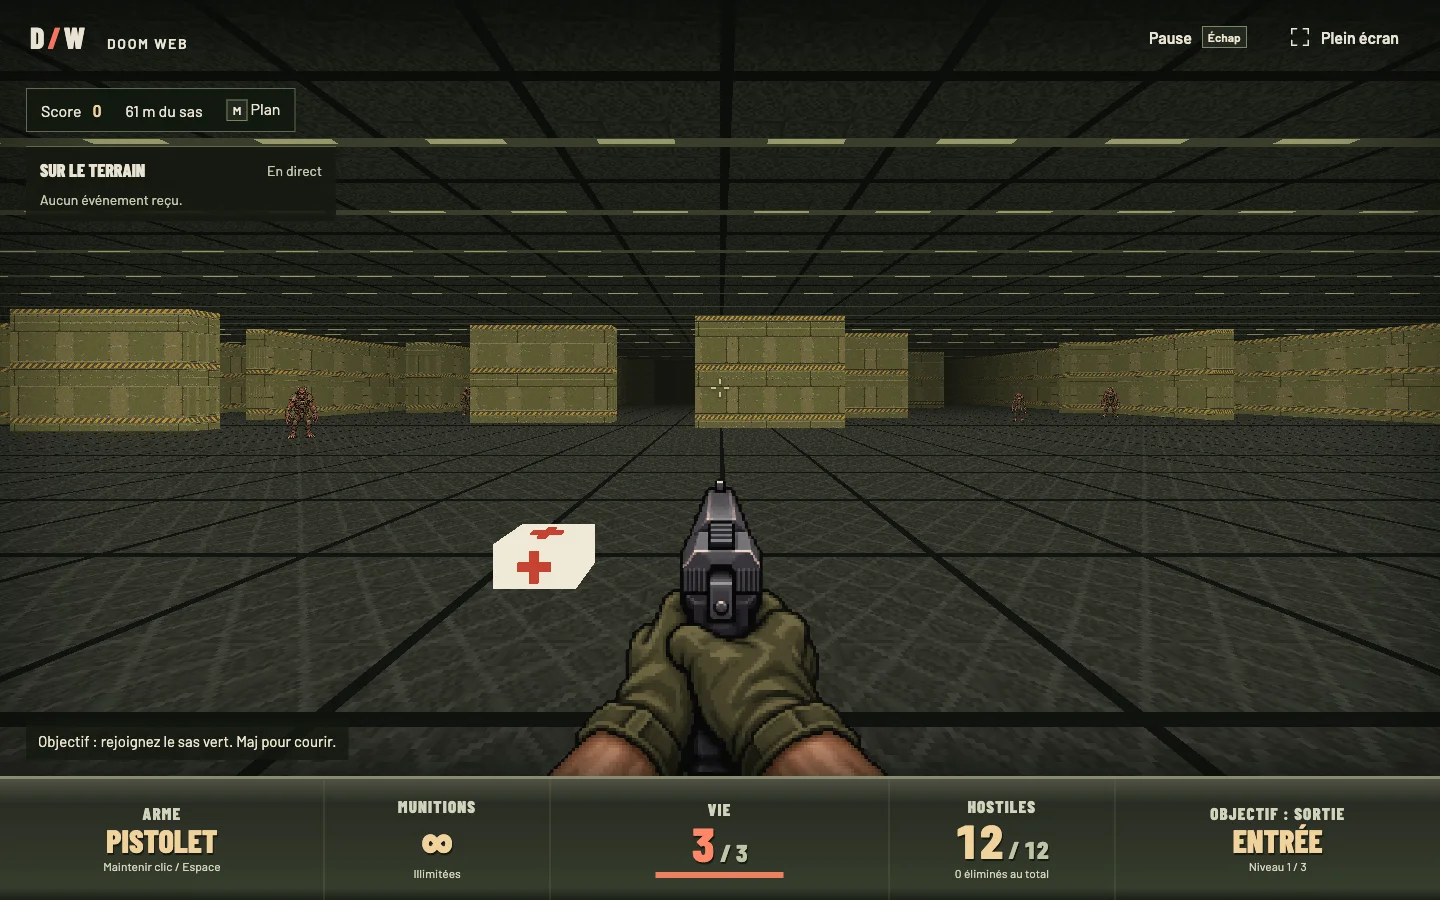 D/W DOOM WEB
Pause Échap Plein écran
Score 0 61 m du sas M Plan
SUR LE TERRAIN En direct
Aucun événement reçu.
Objectif : rejoignez le sas vert. Maj pour courir.
ARME
PISTOLET
Maintenir clic / Espace
MUNITIONS
∞
Illimitées
VIE
3 / 3
HOSTILES
12 / 12
0 éliminés au total
OBJECTIF : SORTIE
ENTRÉE
Niveau 1 / 3